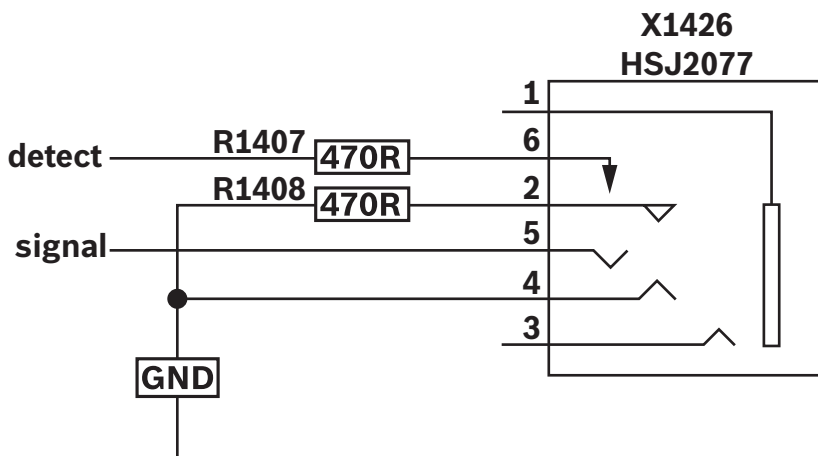 X1426
HSJ2077
1
detect R1407 470R 6
R1408 470R 2
signal 5
4
3
GND